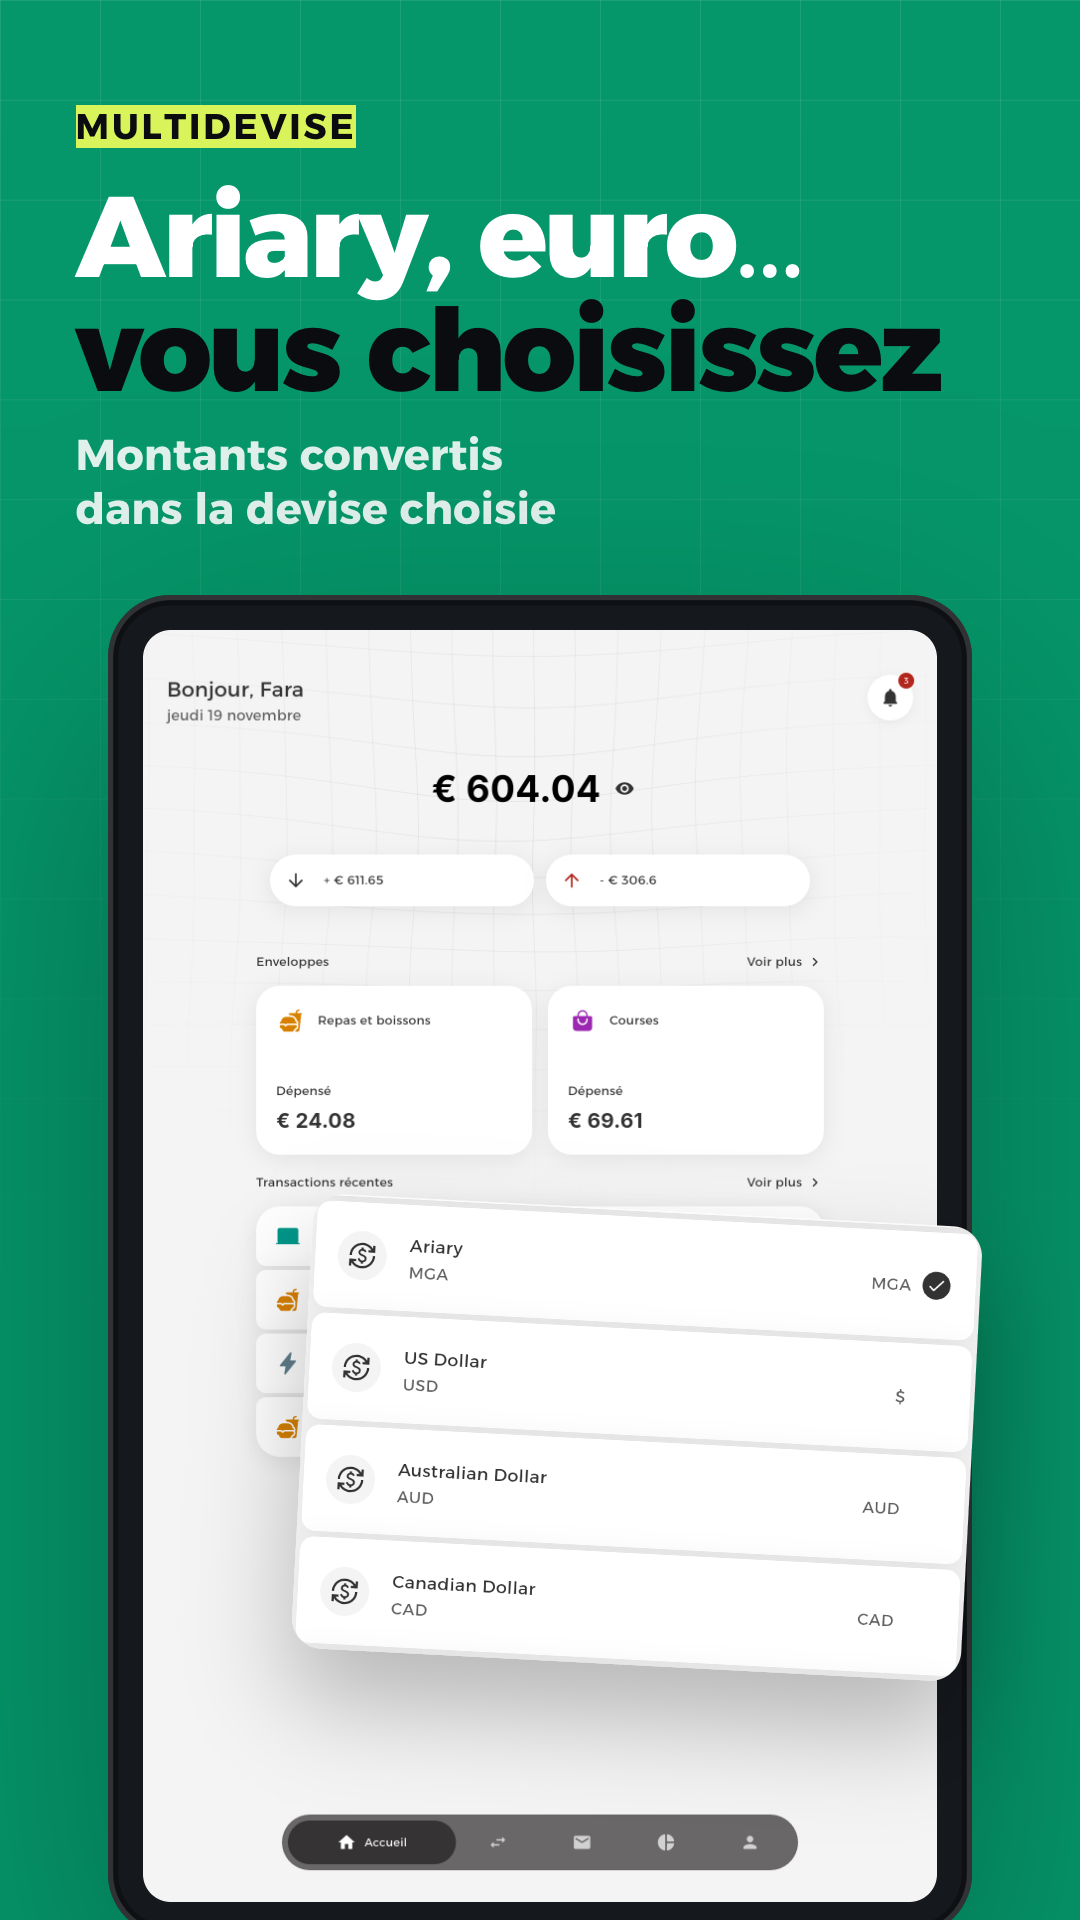 MULTIDEVISE
Ariary, euro...
vous choisissez
Montants convertis
dans la devise choisie
Bonjour, Fara
jeudi 19 novembre
3
€ 604.04
+ € 611.65
- € 306.6
Enveloppes
Voir plus
Repas et boissons
Courses
Dépensé
€ 24.08
Dépensé
€ 69.61
Transactions récentes
Voir plus
Ariary
MGA
MGA
US Dollar
USD
$
Australian Dollar
AUD
AUD
Canadian Dollar
CAD
CAD
Accueil